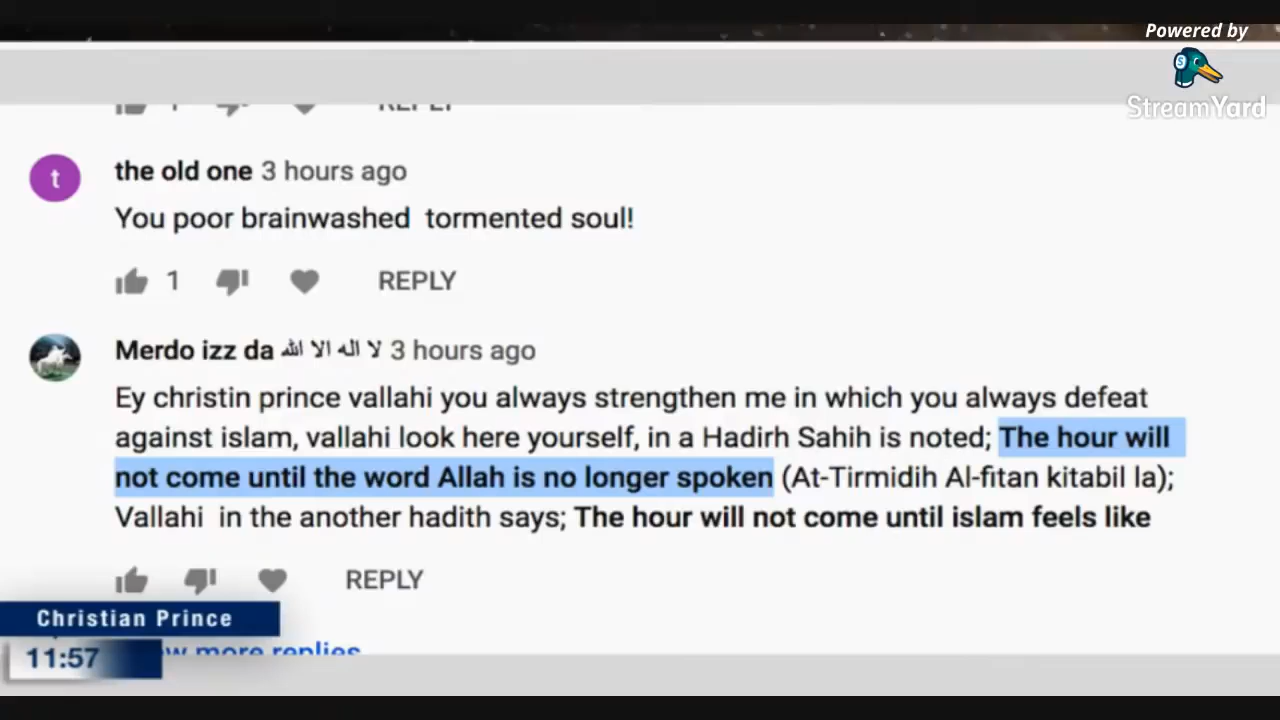 Powered by
StreamYard
1 REPLY
the old one 3 hours ago
t
You poor brainwashed tormented soul!
1 REPLY
Merdo izz da لا اله الا الله 3 hours ago
Ey christin prince vallahi you always strengthen me in which you always defeat
against islam, vallahi look here yourself, in a Hadirh Sahih is noted; The hour will
not come until the word Allah is no longer spoken (At-Tirmidih Al-fitan kitabil la);
Vallahi in the another hadith says; The hour will not come until islam feels like
REPLY
Christian Prince
11:57
more replies